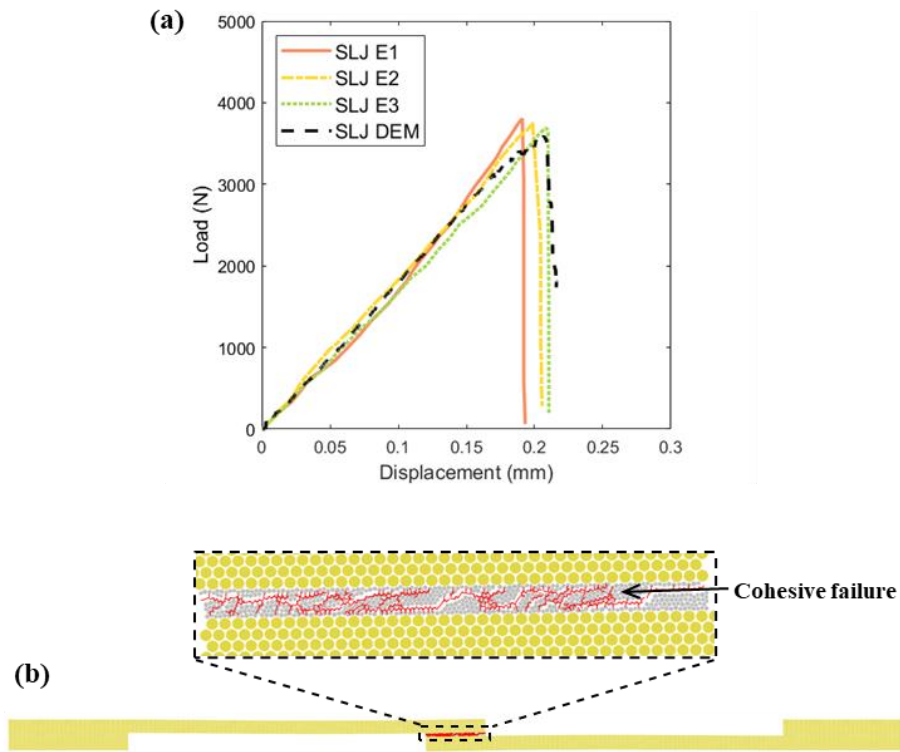 (a)
5000
4000
3000
2000
1000
0
Load (N)
SLJ E1
SLJ E2
SLJ E3
SLJ DEM
0 0.05 0.1 0.15 0.2 0.25 0.3
Displacement (mm)
Cohesive failure
(b)